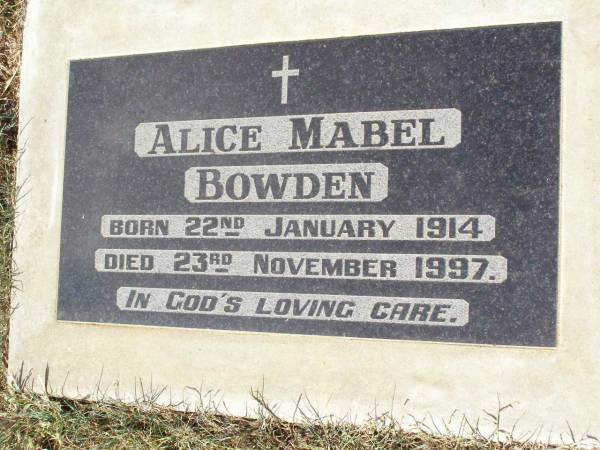 ALICE MABEL
BOWDEN
BORN 22ND JANUARY 1914
DIED 23RD NOVEMBER 1997.
IN GOD'S LOVING CARE.